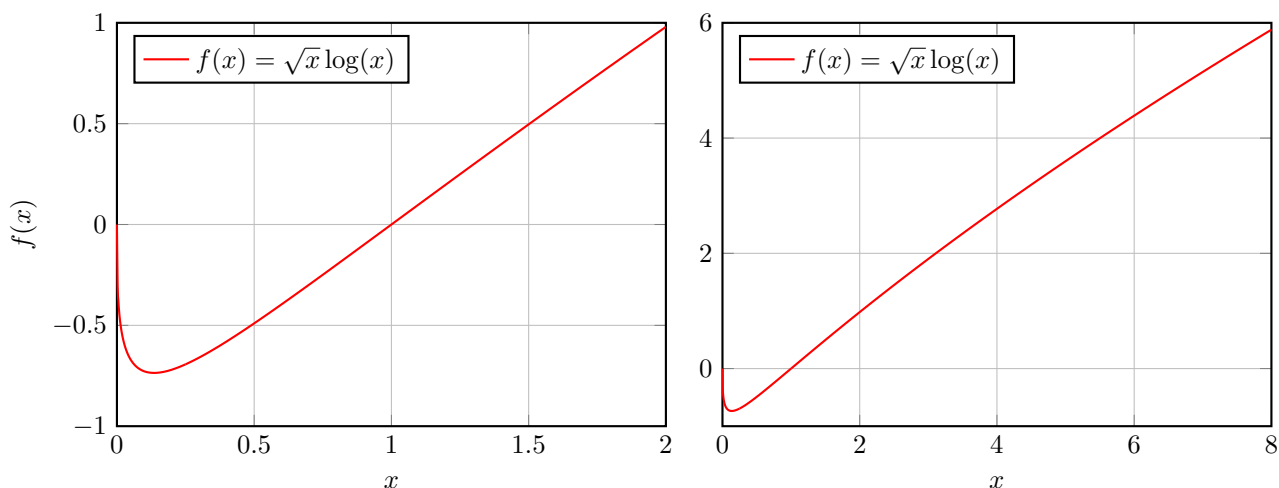 f(x) = √x log(x)
1
0.5
0
−0.5
−1
f(x)
0 0.5 1 1.5 2
x
f(x) = √x log(x)
6
4
2
0
0 2 4 6 8
x